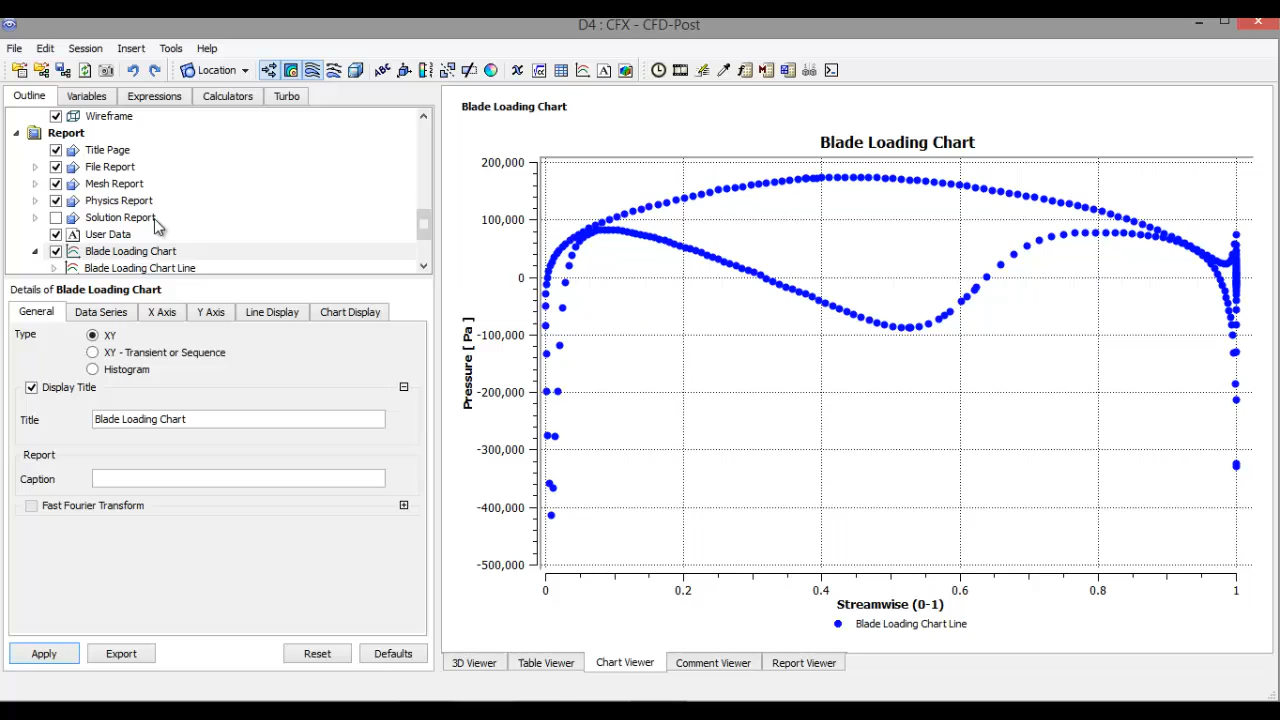 D4 : CFX - CFD-Post
File Edit Session Insert Tools Help
Location
Outline Variables Expressions Calculators Turbo
Wireframe
Report
Title Page
File Report
Mesh Report
Physics Report
Solution Report
User Data
Blade Loading Chart
Blade Loading Chart Line
Details of Blade Loading Chart
General Data Series X Axis Y Axis Line Display Chart Display
Type XY
XY - Transient or Sequence
Histogram
Display Title
Title Blade Loading Chart
Report
Caption
Fast Fourier Transform
Apply Export Reset Defaults
Blade Loading Chart
Blade Loading Chart
200,000
100,000
0
-100,000
-200,000
-300,000
-400,000
-500,000
Pressure [ Pa ]
0 0.2 0.4 0.6 0.8 1
Streamwise (0-1)
Blade Loading Chart Line
3D Viewer Table Viewer Chart Viewer Comment Viewer Report Viewer